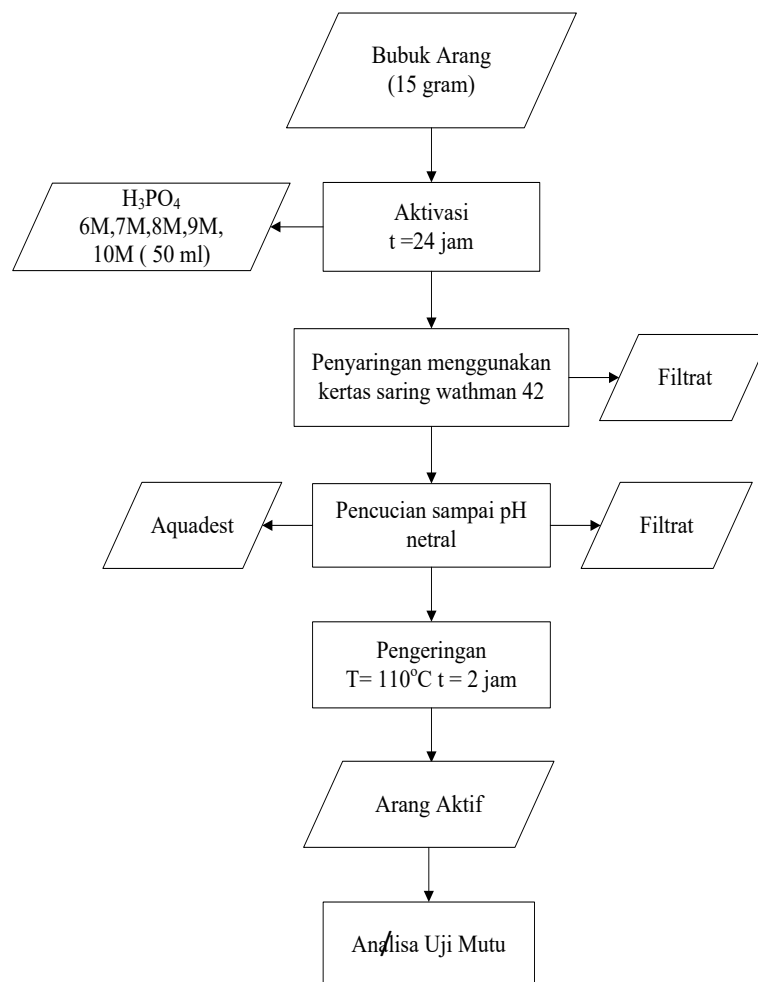 Bubuk Arang
(15 gram)
H₃PO₄
6M,7M,8M,9M,
10M ( 50 ml)
Aktivasi
t =24 jam
Penyaringan menggunakan
kertas saring wathman 42
Filtrat
Aquadest
Pencucian sampai pH
netral
Filtrat
Pengeringan
T= 110°C t = 2 jam
Arang Aktif
Analisa Uji Mutu